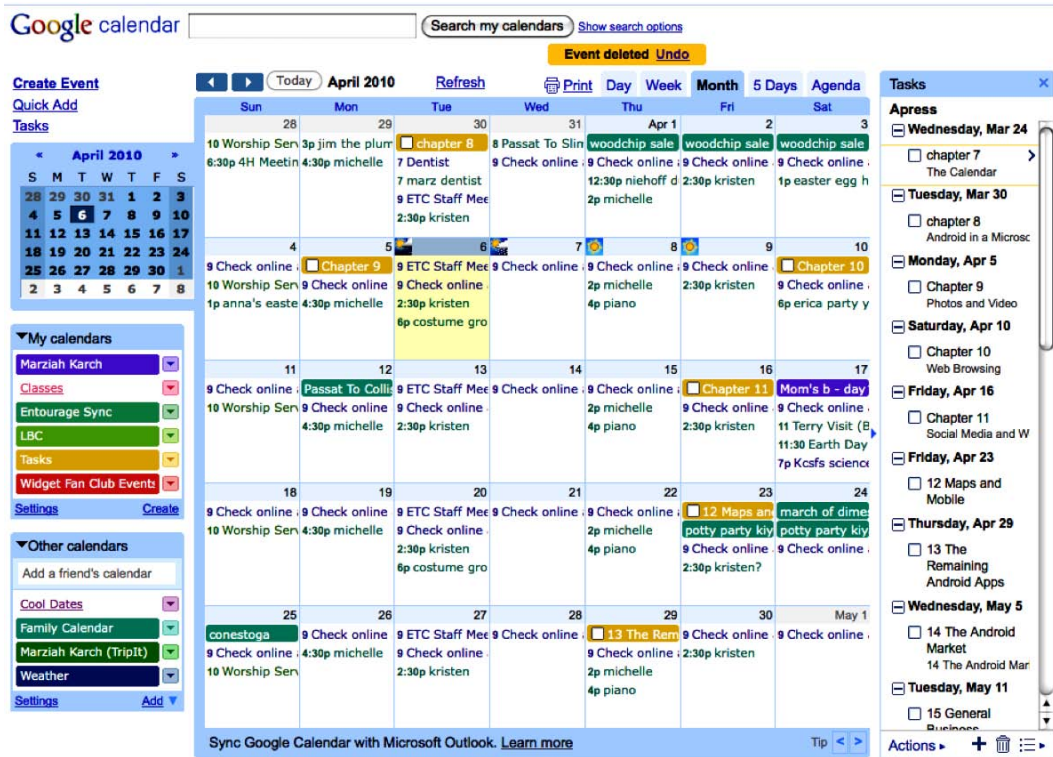 Google calendar
Search my calendars
Show search options
Event deleted Undo
Create Event
Quick Add
Tasks
Today
April 2010
Refresh
Print
Day
Week
Month
5 Days
Agenda
« April 2010 »
S M T W T F S
28 29 30 31 1 2 3
4 5 6 7 8 9 10
11 12 13 14 15 16 17
18 19 20 21 22 23 24
25 26 27 28 29 30 1
2 3 4 5 6 7 8
My calendars
Marziah Karch
Classes
Entourage Sync
LBC
Tasks
Widget Fan Club Events
Settings Create
Other calendars
Add a friend's calendar
Cool Dates
Family Calendar
Marziah Karch (TripIt)
Weather
Settings Add
Sun Mon Tue Wed Thu Fri Sat
28
10 Worship Serv
6:30p 4H Meetin
29
3p jim the plum
4:30p michelle
30
chapter 8
7 Dentist
7 marz dentist
9 ETC Staff Mee
2:30p kristen
31
8 Passat To Slim
9 Check online
Apr 1
woodchip sale
9 Check online
12:30p niehoff d
2p michelle
2
woodchip sale
9 Check online
2:30p kristen
3
woodchip sale
9 Check online
1p easter egg h
4
9 Check online
10 Worship Serv
1p anna's easte
5
Chapter 9
9 Check online
4:30p michelle
6
9 ETC Staff Mee
9 Check online
2:30p kristen
6p costume gro
7
9 Check online
8
9 Check online
2p michelle
4p piano
9
9 Check online
2:30p kristen
10
Chapter 10
9 Check online
6p erica party y
11
9 Check online
10 Worship Serv
12
Passat To Collis
9 Check online
4:30p michelle
13
9 ETC Staff Mee
9 Check online
2:30p kristen
14
9 Check online
15
9 Check online
2p michelle
4p piano
16
Chapter 11
9 Check online
2:30p kristen
17
Mom's b - day
9 Check online
11 Terry Visit (B
11:30 Earth Day
7p Kcsfs science
18
9 Check online
10 Worship Serv
19
9 Check online
4:30p michelle
20
9 ETC Staff Mee
9 Check online
2:30p kristen
6p costume gro
21
9 Check online
22
9 Check online
2p michelle
4p piano
23
12 Maps an
potty party kiy
9 Check online
2:30p kristen?
24
march of dimes
potty party kiy
9 Check online
25
conestoga
9 Check online
10 Worship Serv
26
9 Check online
4:30p michelle
27
9 ETC Staff Mee
9 Check online
2:30p kristen
28
9 Check online
29
13 The Rem
9 Check online
2p michelle
4p piano
30
9 Check online
2:30p kristen
May 1
9 Check online
Sync Google Calendar with Microsoft Outlook. Learn more
Tip < >
Tasks
Apress
Wednesday, Mar 24
chapter 7
The Calendar
Tuesday, Mar 30
chapter 8
Android in a Microsc
Monday, Apr 5
Chapter 9
Photos and Video
Saturday, Apr 10
Chapter 10
Web Browsing
Friday, Apr 16
Chapter 11
Social Media and W
Friday, Apr 23
12 Maps and
Mobile
Thursday, Apr 29
13 The
Remaining
Android Apps
Wednesday, May 5
14 The Android
Market
14 The Android Mar
Tuesday, May 11
15 General
Business
Actions